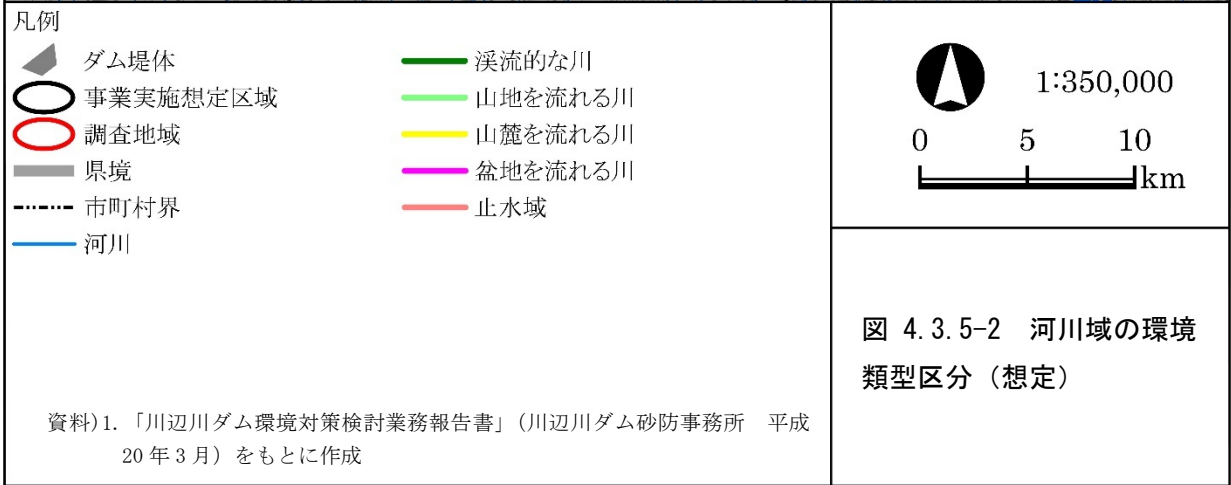 凡例
ダム堤体
事業実施想定区域
調査地域
県境
市町村界
河川
渓流的な川
山地を流れる川
山麓を流れる川
盆地を流れる川
止水域
資料)1.「川辺川ダム環境対策検討業務報告書」(川辺川ダム砂防事務所 平成
20年3月)をもとに作成
1:350,000
0 5 10
km
図 4.3.5-2 河川域の環境
類型区分(想定)